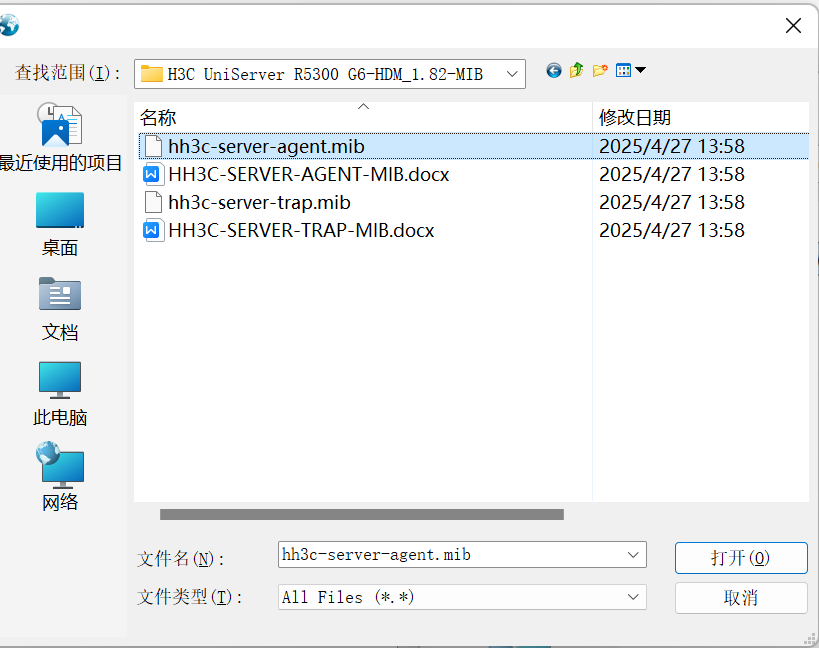 查找范围(I):
H3C UniServer R5300 G6-HDM_1.82-MIB
最近使用的项目
桌面
文档
此电脑
网络
名称
修改日期
hh3c-server-agent.mib
2025/4/27 13:58
HH3C-SERVER-AGENT-MIB.docx
2025/4/27 13:58
hh3c-server-trap.mib
2025/4/27 13:58
HH3C-SERVER-TRAP-MIB.docx
2025/4/27 13:58
文件名(N):
hh3c-server-agent.mib
打开(O)
文件类型(T):
All Files (*.*)
取消